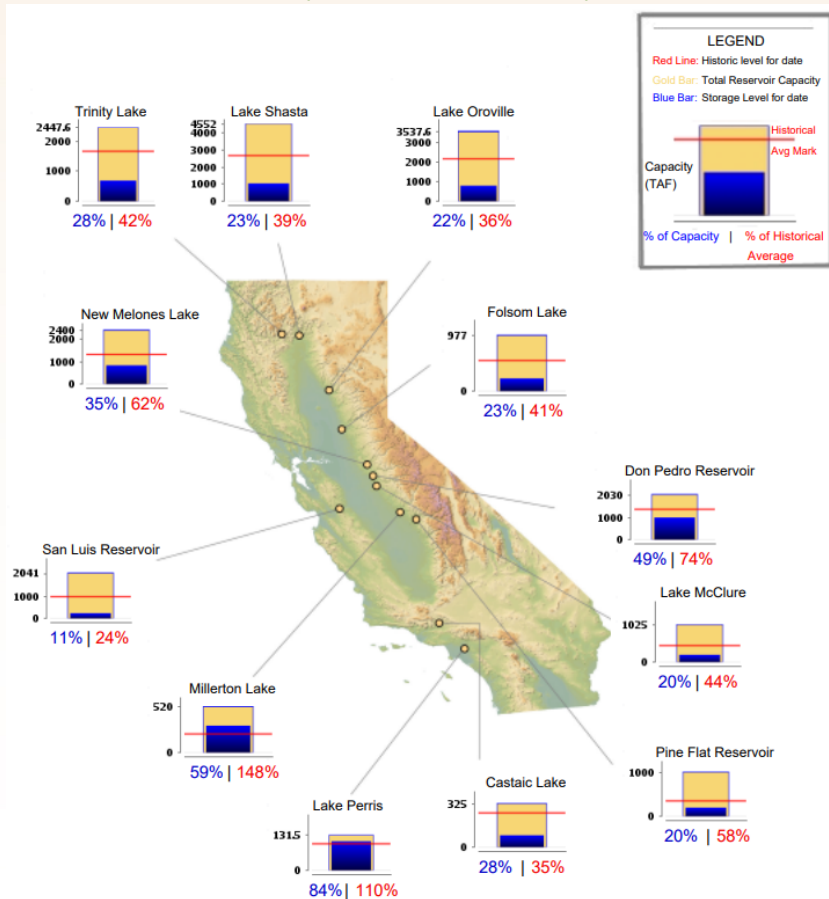 LEGEND
Red Line: Historic level for date
Gold Bar: Total Reservoir Capacity
Blue Bar: Storage Level for date
Historical
Avg Mark
Capacity
(TAF)
% of Capacity | % of Historical
Average
Trinity Lake
2447.6
2000
1000
0
28% | 42%
Lake Shasta
4552
4000
3000
2000
1000
0
23% | 39%
Lake Oroville
3537.6
3000
2000
1000
0
22% | 36%
New Melones Lake
2400
2000
1000
0
35% | 62%
Folsom Lake
977
0
23% | 41%
Don Pedro Reservoir
2030
1000
0
49% | 74%
San Luis Reservoir
2041
1000
0
11% | 24%
Lake McClure
1025
0
20% | 44%
Millerton Lake
520
0
59% | 148%
Pine Flat Reservoir
1000
0
20% | 58%
Castaic Lake
325
0
28% | 35%
Lake Perris
131.5
0
84% | 110%